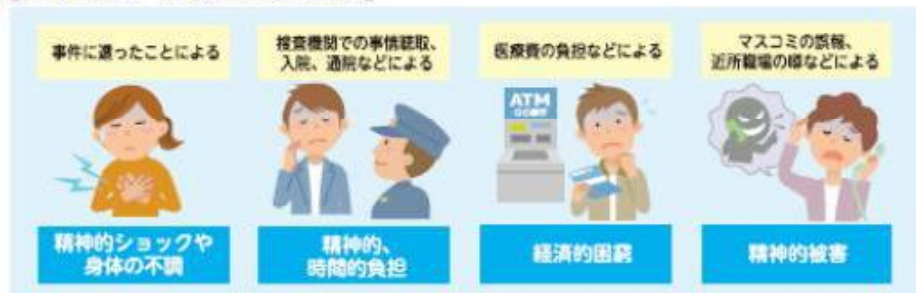 事件に遭ったことによる
捜査機関での事情聴取、
入院、通院などによる
医療費の負担などによる
マスコミの誤報、
近所職場の噂などによる
ATM
精神的ショックや
身体の不調
精神的、
時間的負担
経済的困窮
精神的被害